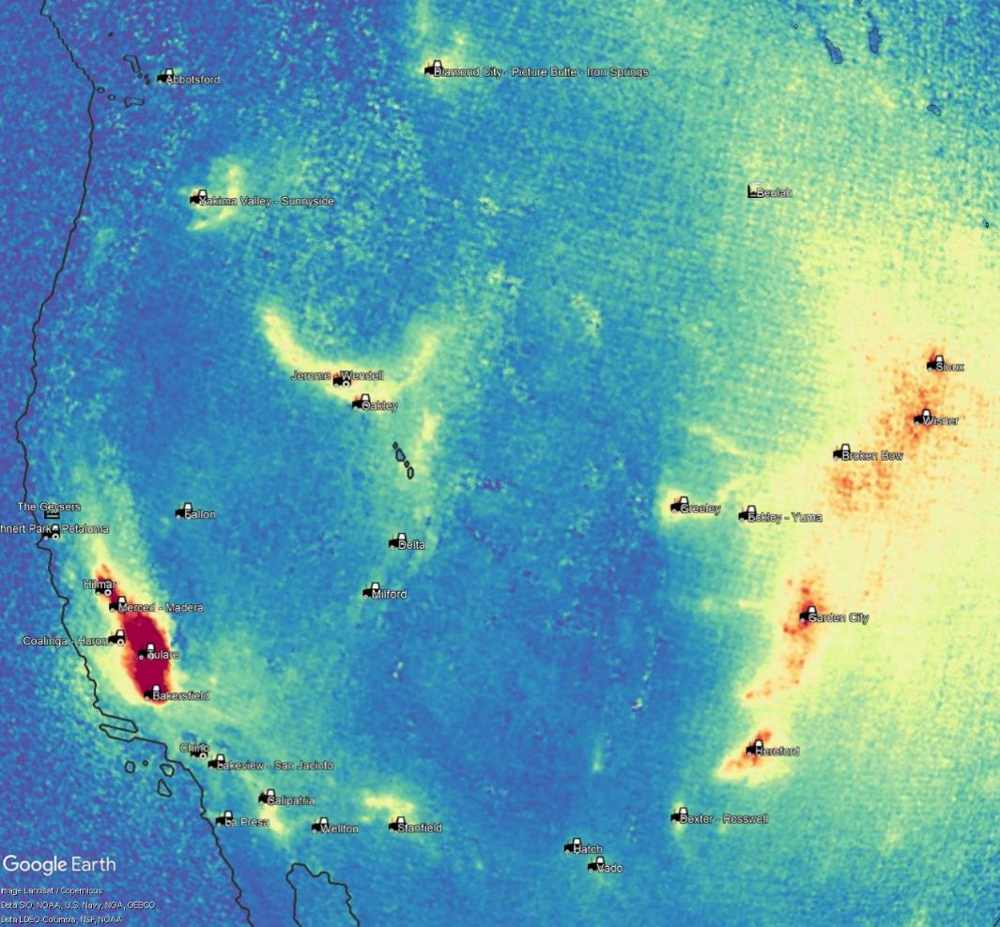 Abbotsford
Diamond City - Picture Butte - Iron Springs
Beulah
Yakima Valley - Sunnyside
Sioux
Jerome - Wendell
Oakley
Wisner
Broken Bow
The Geysers
Fallon
Greeley
Eckley - Yuma
hnert Park - Petaluma
Delta
Hilmar
Milford
Merced - Madera
Garden City
Coalinga - Huron
Tulare
Bakersfield
Chino
Hereford
Lakeview - San Jacinto
Calipatria
La Presa
Wellton
Stanfield
Dexter - Rosswell
Hatch
Vado
Google Earth
Image Landsat / Copernicus
Data SIO, NOAA, U.S. Navy, NGA, GEBCO
Data LDEO-Columbia, NSF, NOAA